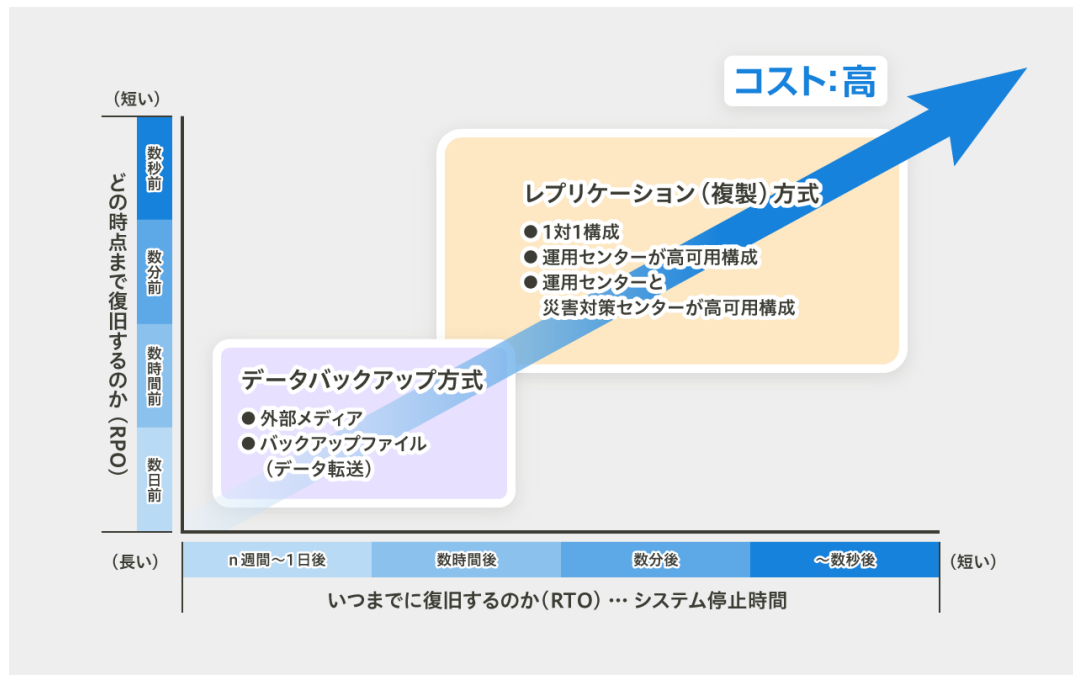 コスト：高
（短い）
数秒前
数分前
数時間前
数日前
どの時点まで復旧するのか（RPO）
レプリケーション（複製）方式
● 1対1構成
● 運用センターが高可用構成
● 運用センターと
災害対策センターが高可用構成
データバックアップ方式
● 外部メディア
● バックアップファイル
（データ転送）
（長い）
n週間～1日後
数時間後
数分後
～数秒後
（短い）
いつまでに復旧するのか（RTO）… システム停止時間